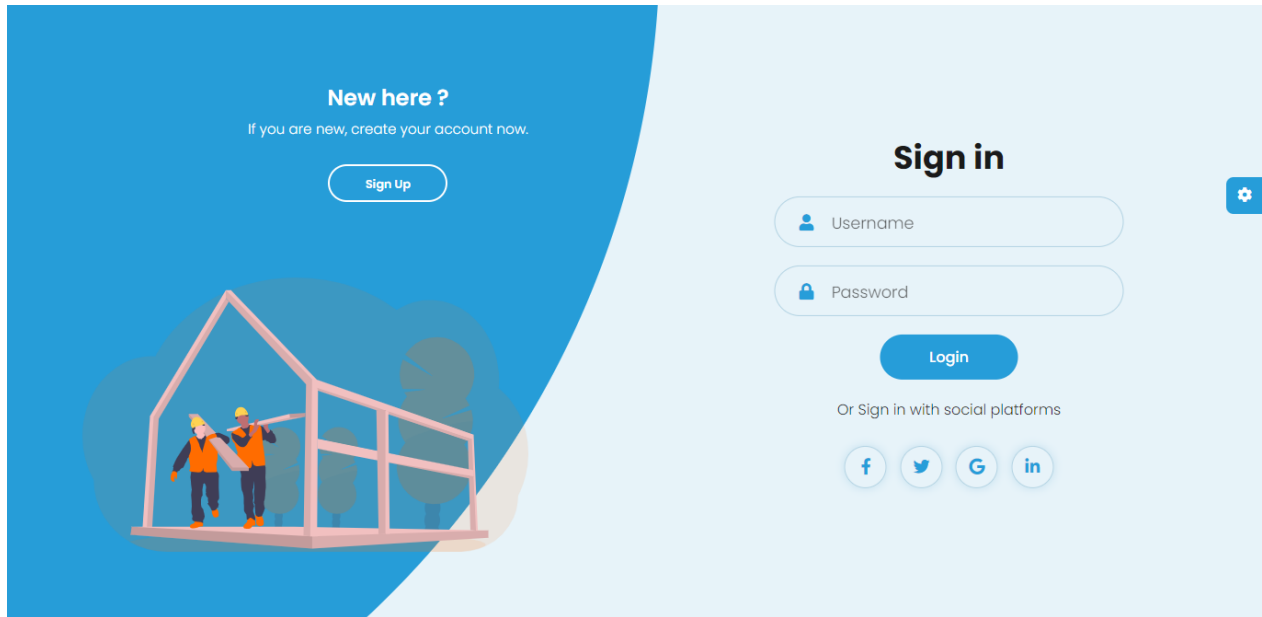 New here ?
If you are new, create your account now.
Sign Up
Sign in
Username
Password
Login
Or Sign in with social platforms